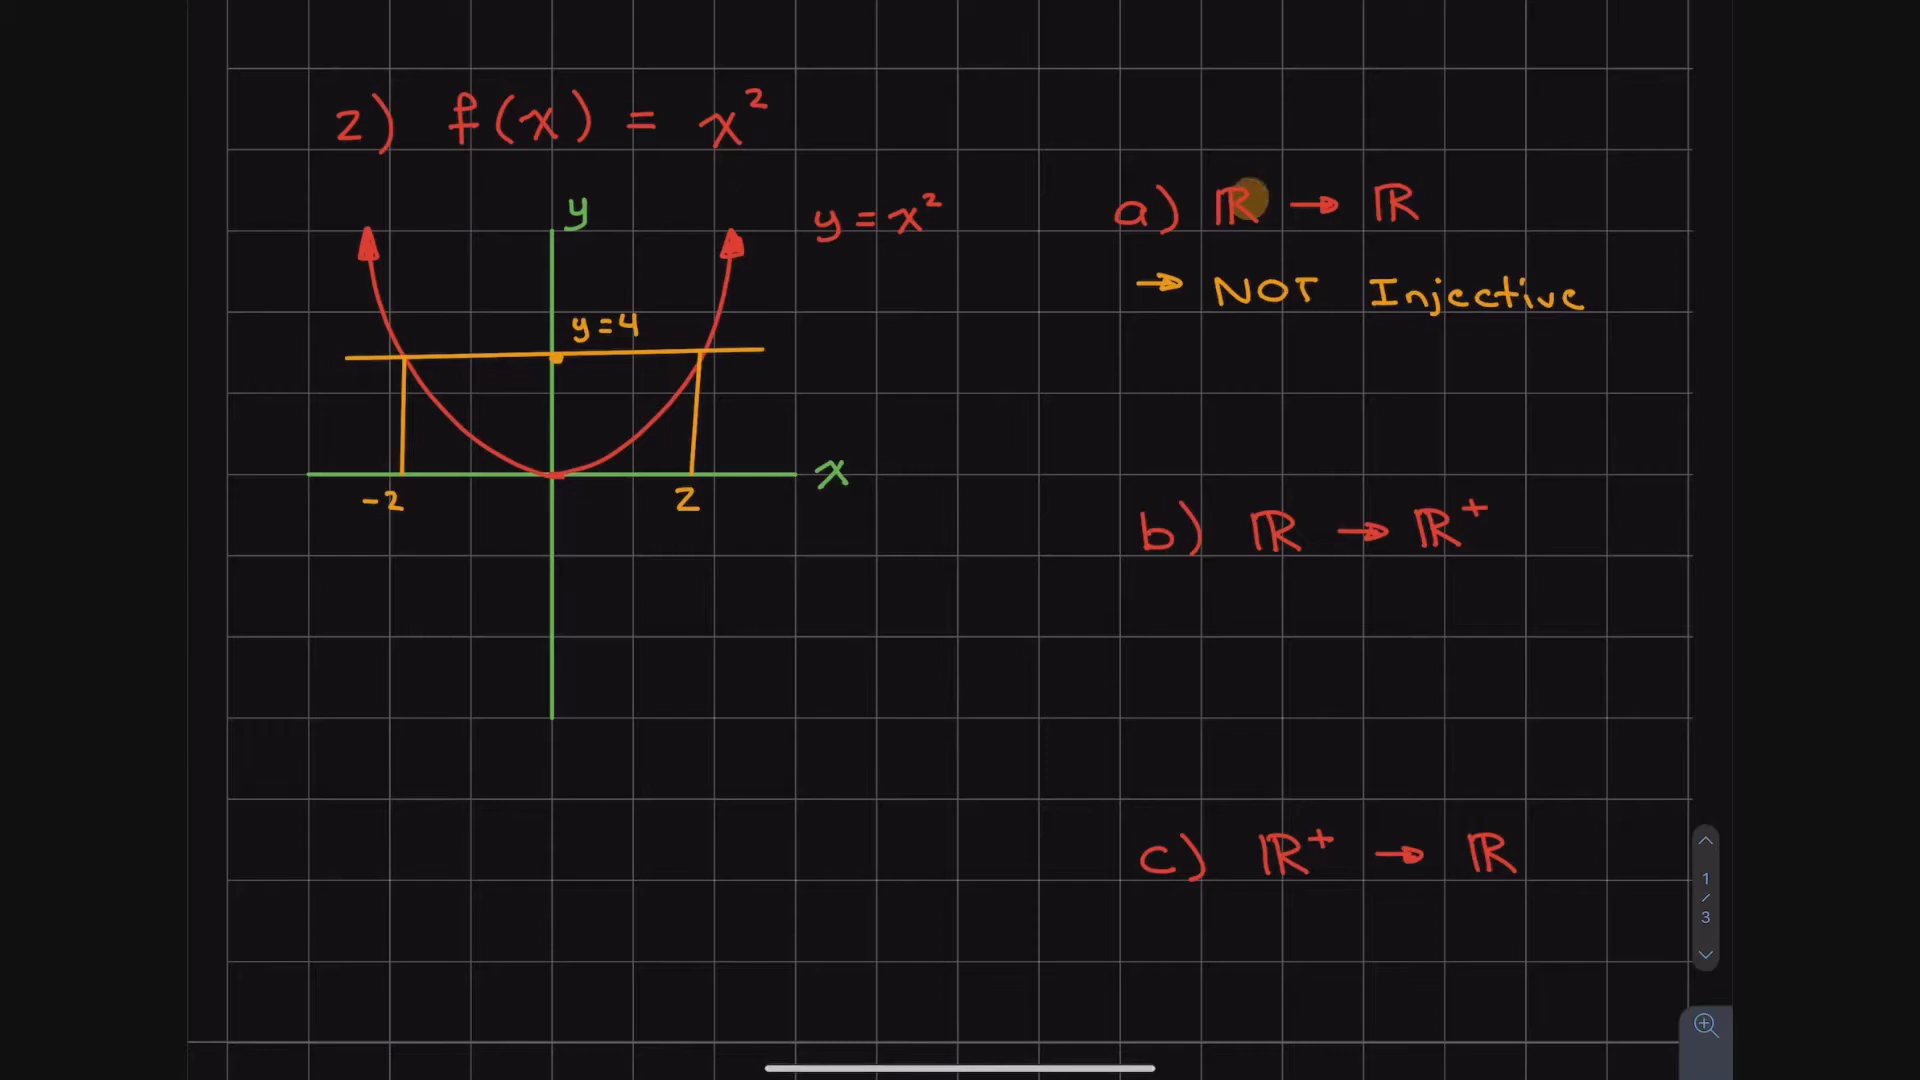 2) f(x) = x²
y
y = x²
y = 4
x
-2
2
a) ℝ → ℝ
→ NOT Injective
b) ℝ → ℝ⁺
c) ℝ⁺ → ℝ
1
/
3